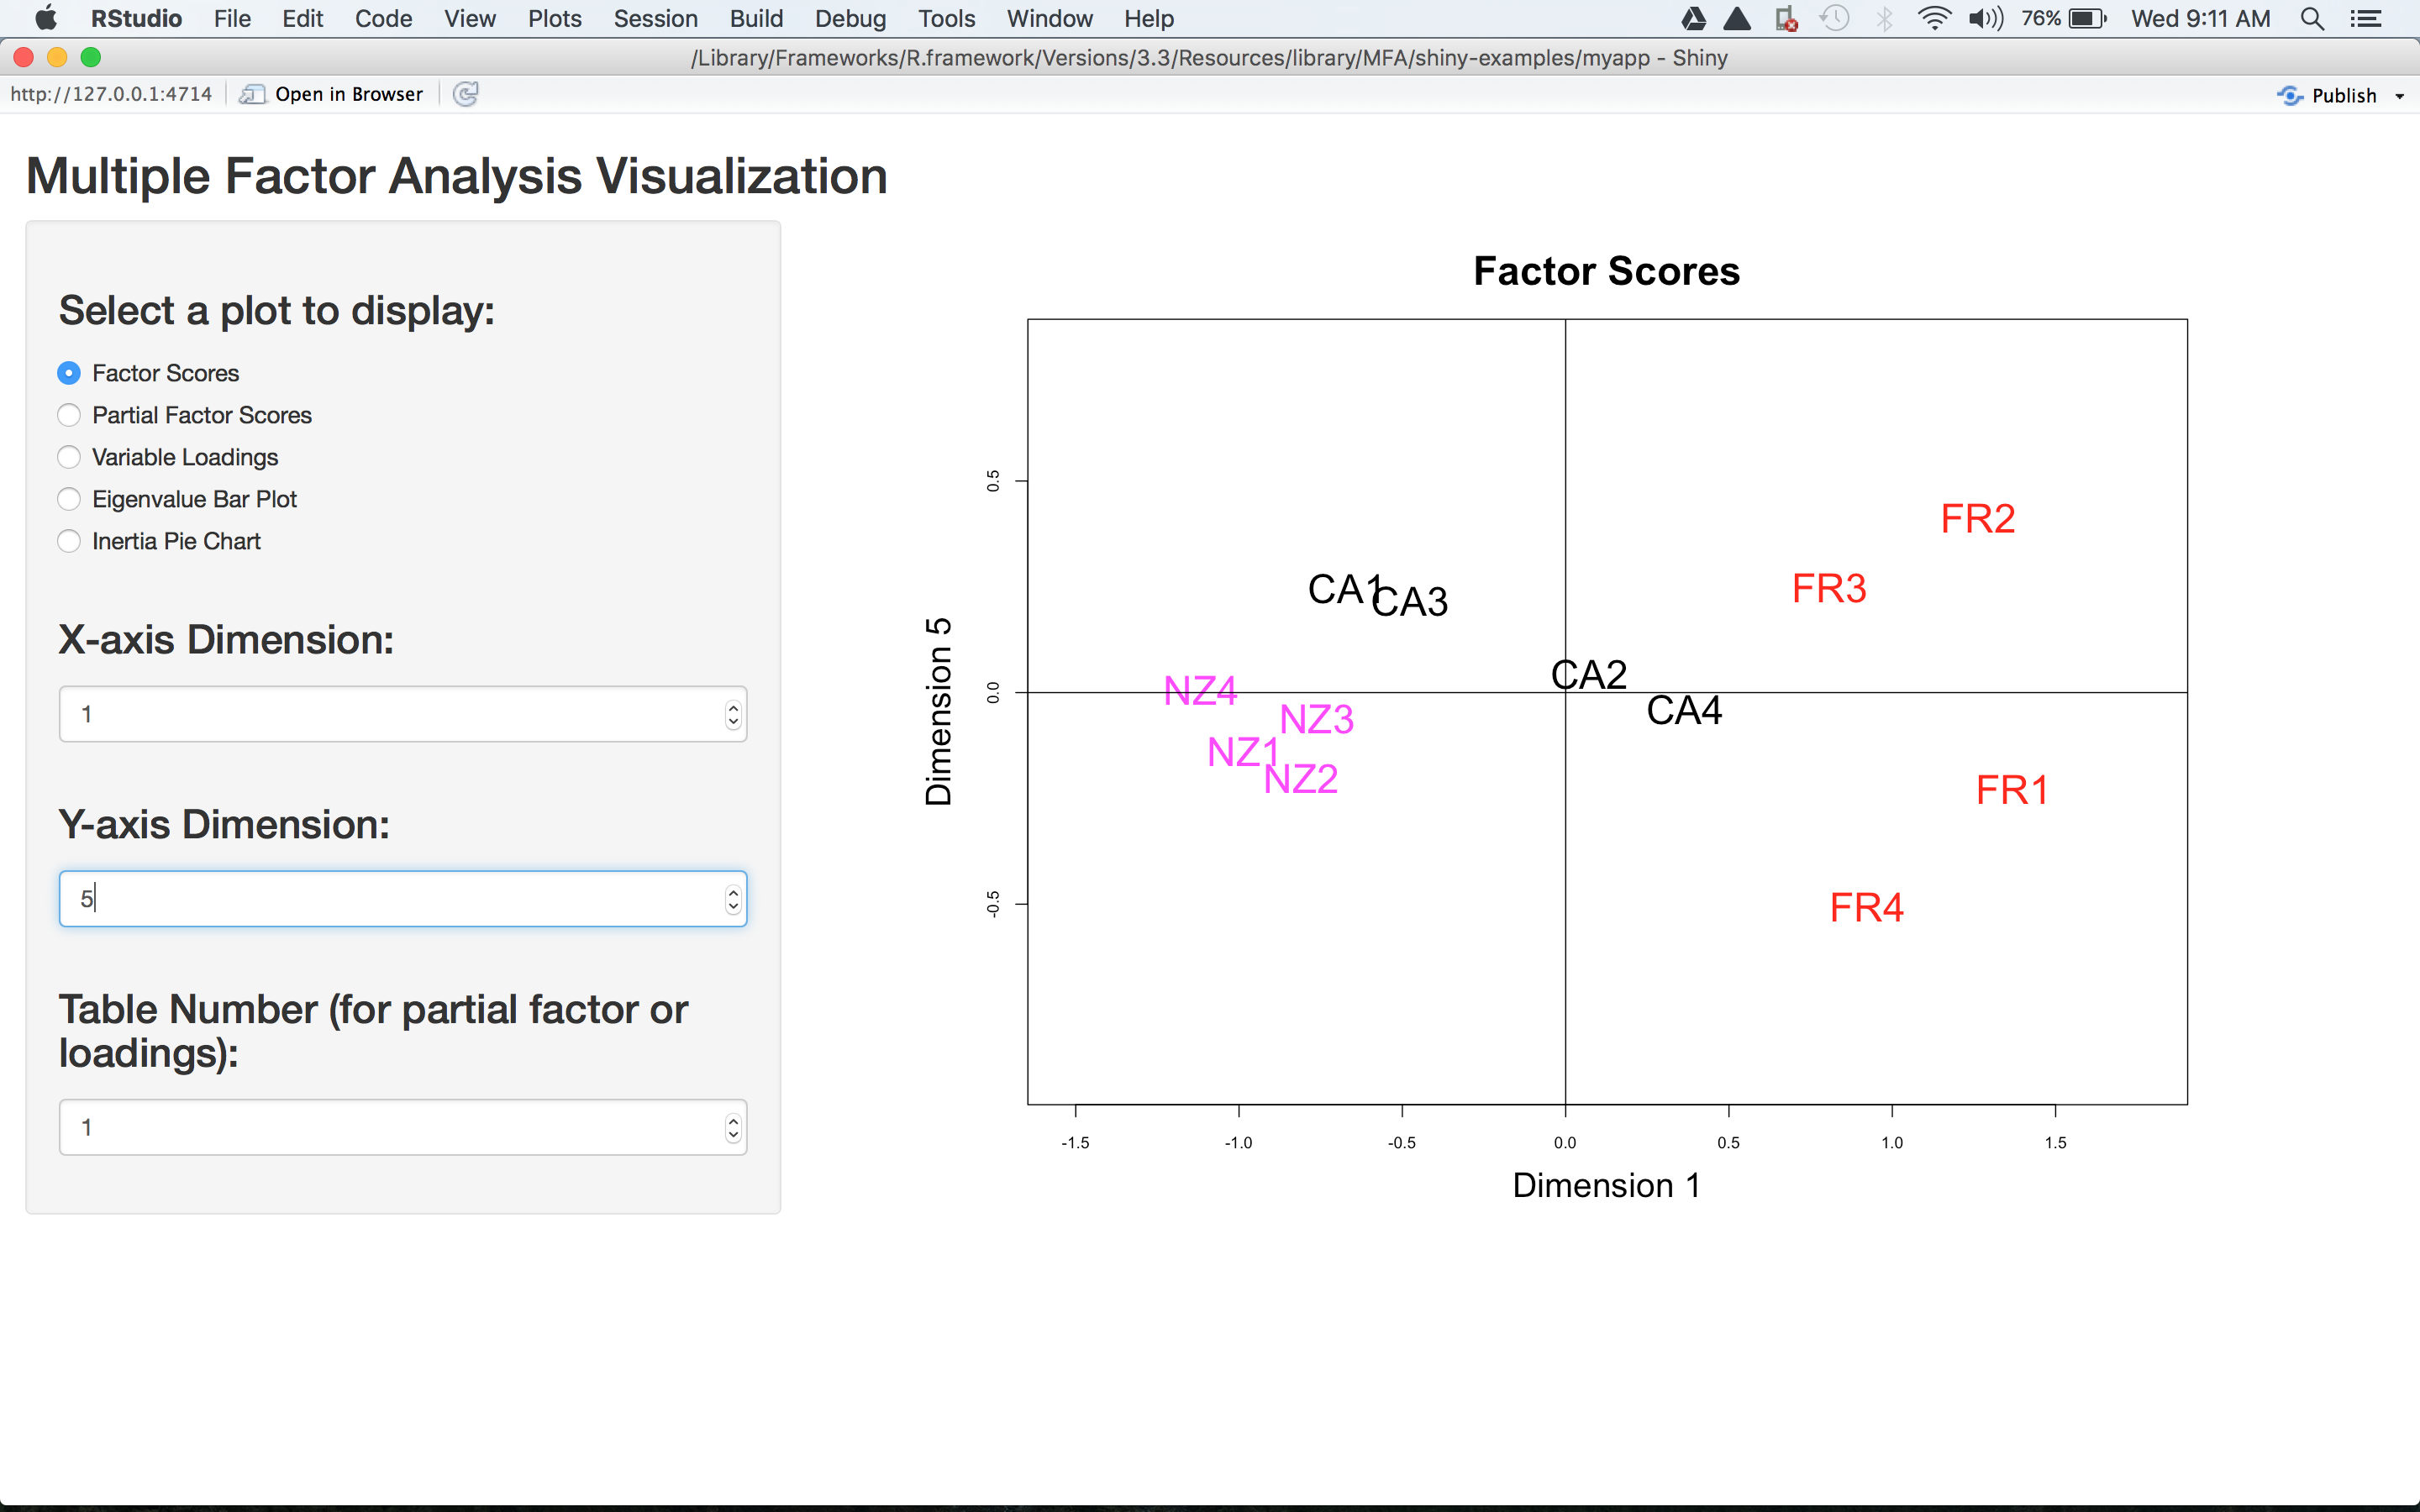 RStudio File Edit Code View Plots Session Build Debug Tools Window Help 76% Wed 9:11 AM
/Library/Frameworks/R.framework/Versions/3.3/Resources/library/MFA/shiny-examples/myapp - Shiny
http://127.0.0.1:4714 Open in Browser Publish
Multiple Factor Analysis Visualization
Select a plot to display:
Factor Scores
Partial Factor Scores
Variable Loadings
Eigenvalue Bar Plot
Inertia Pie Chart
X-axis Dimension:
1
Y-axis Dimension:
5
Table Number (for partial factor or
loadings):
1
Factor Scores
Dimension 5
0.5
0.0
-0.5
FR2
FR3
CA1
CA3
CA2
NZ4
CA4
NZ3
NZ1
NZ2
FR1
FR4
-1.5 -1.0 -0.5 0.0 0.5 1.0 1.5
Dimension 1